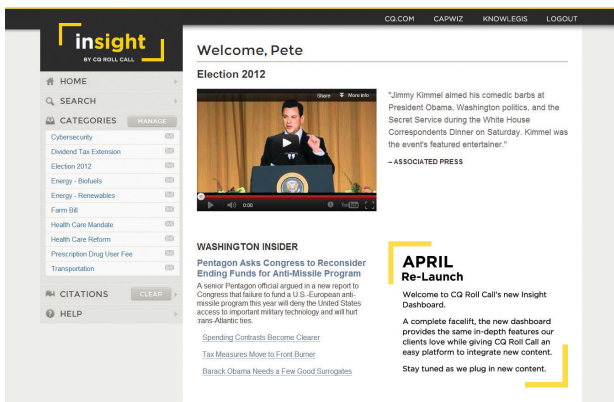 CQ.COM CAPWIZ KNOWLEGIS LOGOUT
insight
BY CQ ROLL CALL
HOME
SEARCH
CATEGORIES MANAGE
Cybersecurity
Dividend Tax Extension
Election 2012
Energy - Biofuels
Energy - Renewables
Farm Bill
Health Care Mandate
Health Care Reform
Prescription Drug User Fee
Transportation
CITATIONS CLEAR
HELP
Welcome, Pete
Election 2012
Share More info
0:00 YouTube
"Jimmy Kimmel aimed his comedic barbs at
President Obama, Washington politics, and the
Secret Service during the White House
Correspondents Dinner on Saturday. Kimmel was
the event's featured entertainer."
– ASSOCIATED PRESS
WASHINGTON INSIDER
Pentagon Asks Congress to Reconsider
Ending Funds for Anti-Missile Program
A senior Pentagon official argued in a new report to
Congress that failure to fund a U.S.-European anti-
missile program this year will deny the United States
access to important military technology and will hurt
trans-Atlantic ties.
Spending Contrasts Become Clearer
Tax Measures Move to Front Burner
Barack Obama Needs a Few Good Surrogates
APRIL
Re-Launch
Welcome to CQ Roll Call's new Insight
Dashboard.
A complete facelift, the new dashboard
provides the same in-depth features our
clients love while giving CQ Roll Call an
easy platform to integrate new content.
Stay tuned as we plug in new content.